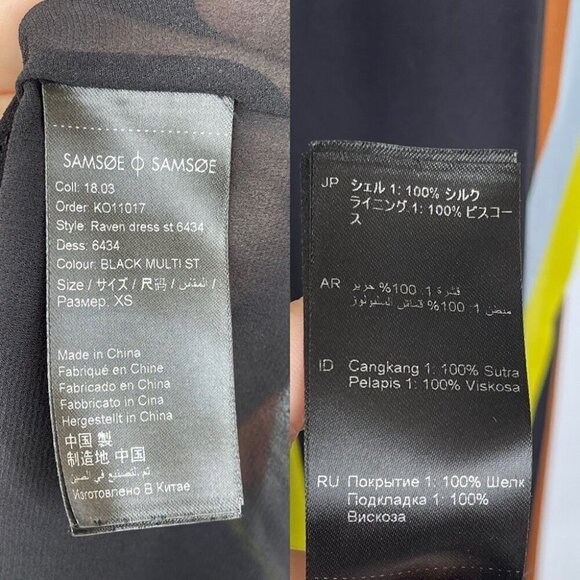 SAMSØE ϕ SAMSØE
Coll: 18.03
Order: KO11017
Style: Raven dress st 6434
Dess: 6434
Colour: BLACK MULTI ST
Size / サイズ / 尺码 / المقاس /
Размер: XS
Made in China
Fabriqué en Chine
Fabricado en China
Fabbricato in Cina
Hergestellt in China
中国 製
制造地 中国
تم التصنيع في الصين
Изготовлено В Китае
JP シェル 1: 100% シルク
ライニング 1: 100% ビスコー
ス
AR قشرة 1: 100% حرير
100% قماش
ID Cangkang 1: 100% Sutra
Pelapis 1: 100% Viskosa
RU Покрытие 1: 100% Шелк
Подкладка 1: 100%
Вискоза